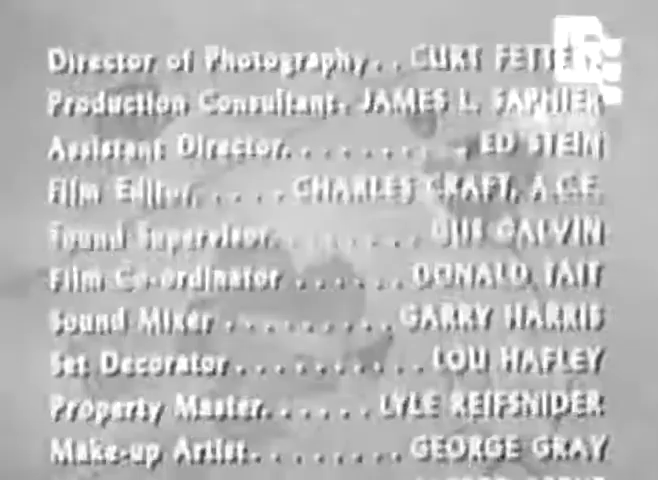 Director of Photography.. CURT FETTERS
Production Consultant. JAMES L. SAPHIER
Assistant Director.......... ED STEIN
Film Editor..... CHARLES CRAFT, A.C.E.
Sound Supervisor........ GUS GALVIN
Film Co-ordinator ...... DONALD TAIT
Sound Mixer ......... GARRY HARRIS
Set Decorator .......... LOU HAFLEY
Property Master...... LYLE REIFSNIDER
Make-up Artist........ GEORGE GRAY